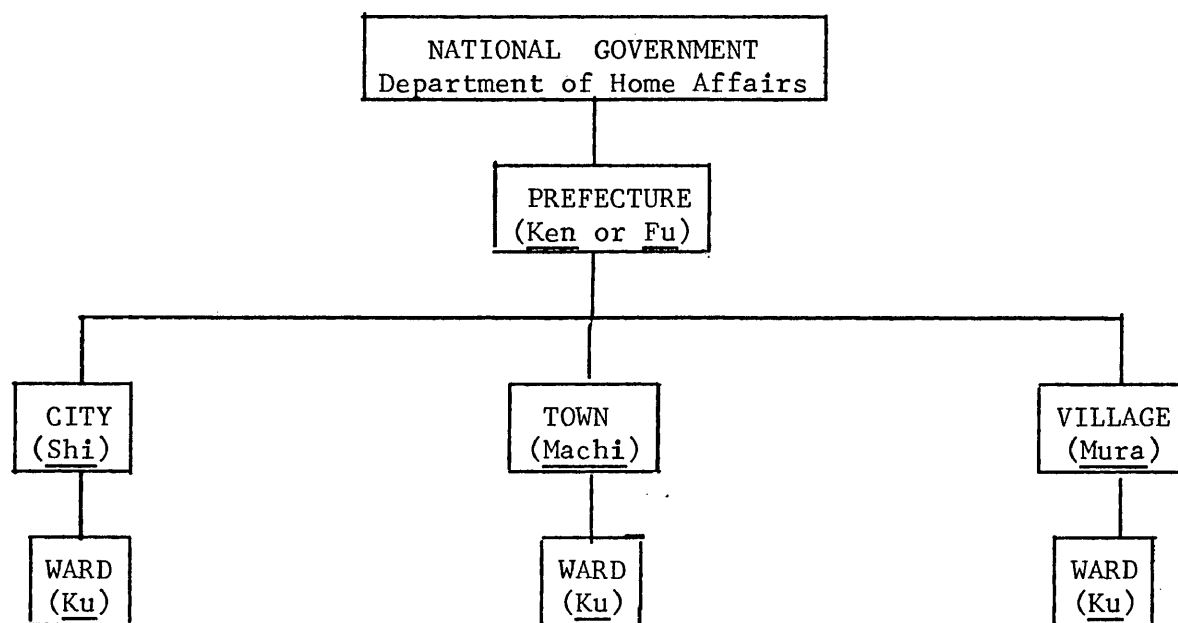 NATIONAL GOVERNMENT
Department of Home Affairs
PREFECTURE
(Ken or Fu)
CITY
(Shi)
TOWN
(Machi)
VILLAGE
(Mura)
WARD
(Ku)
WARD
(Ku)
WARD
(Ku)